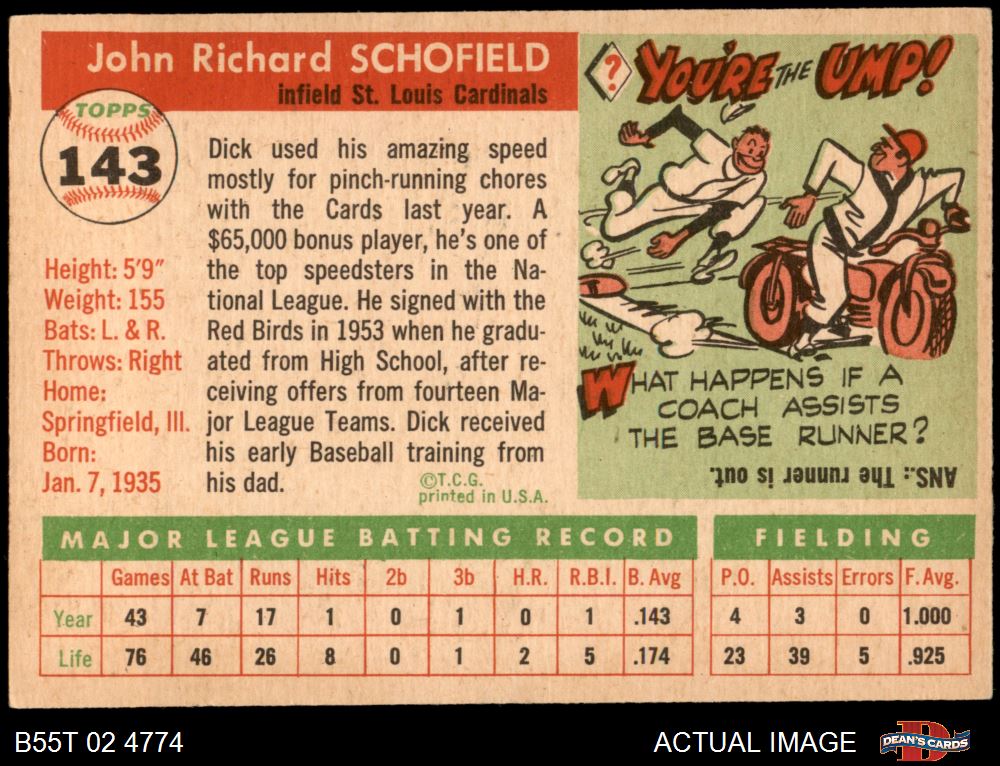 John Richard SCHOFIELD
infield St. Louis Cardinals
TOPPS
143
Height: 5'9"
Weight: 155
Bats: L. & R.
Throws: Right
Home:
Springfield, Ill.
Born:
Jan. 7, 1935
Dick used his amazing speed
mostly for pinch-running chores
with the Cards last year. A
$65,000 bonus player, he's one of
the top speedsters in the Na-
tional League. He signed with the
Red Birds in 1953 when he gradu-
ated from High School, after re-
ceiving offers from fourteen Ma-
jor League Teams. Dick received
his early Baseball training from
his dad.
©T.C.G.
printed in U.S.A.
?
YOU'RE THE UMP!
WHAT HAPPENS IF A
COACH ASSISTS
THE BASE RUNNER?
ANS.: The runner is out.
MAJOR LEAGUE BATTING RECORD
FIELDING
Games At Bat Runs Hits 2b 3b H.R. R.B.I. B. Avg P.O. Assists Errors F. Avg.
Year 43 7 17 1 0 1 0 1 .143 4 3 0 1.000
Life 76 46 26 8 0 1 2 5 .174 23 39 5 .925
B55T 02 4774
ACTUAL IMAGE
D
DEAN'S CARDS